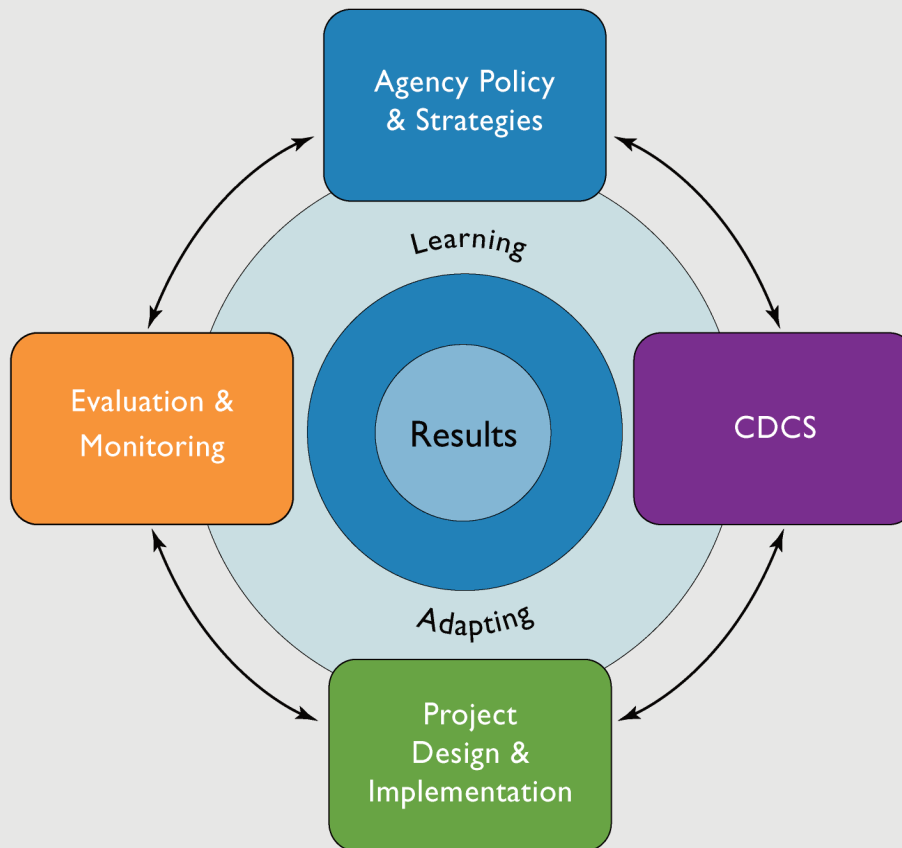 Agency Policy
& Strategies
Learning
Evaluation &
Monitoring
Results
CDCS
Adapting
Project
Design &
Implementation